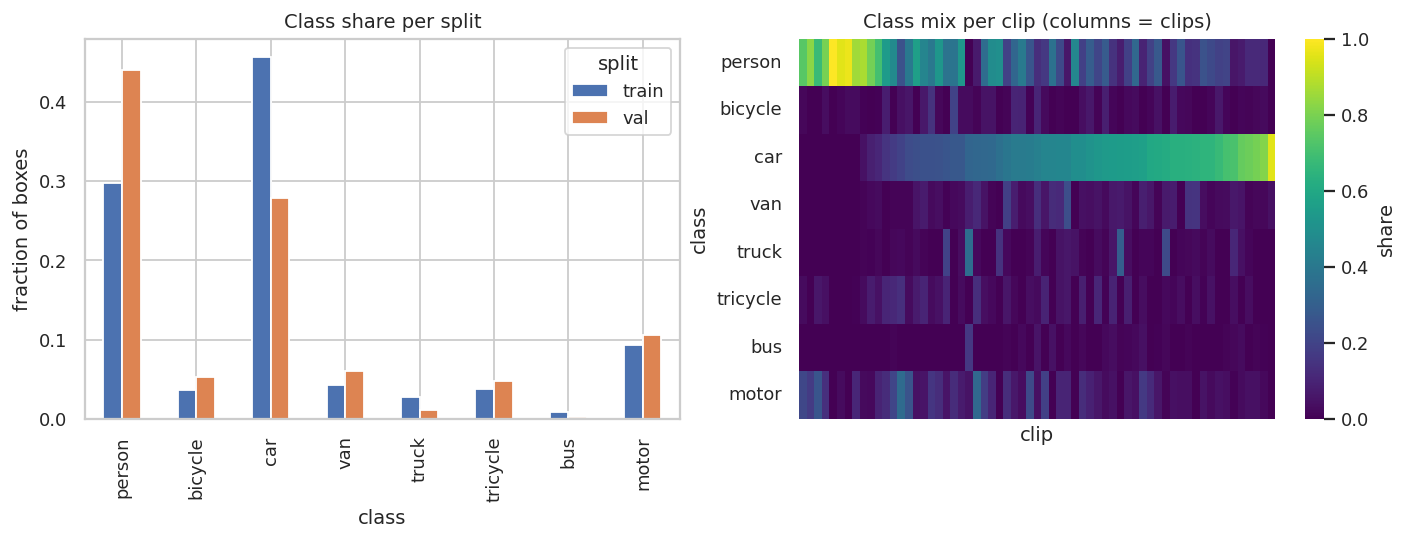 Class share per split
fraction of boxes
0.4
0.3
0.2
0.1
0.0
split
train
val
person
bicycle
car
van
truck
tricycle
bus
motor
class
Class mix per clip (columns = clips)
class
person
bicycle
car
van
truck
tricycle
bus
motor
clip
1.0
0.8
0.6
0.4
0.2
0.0
share